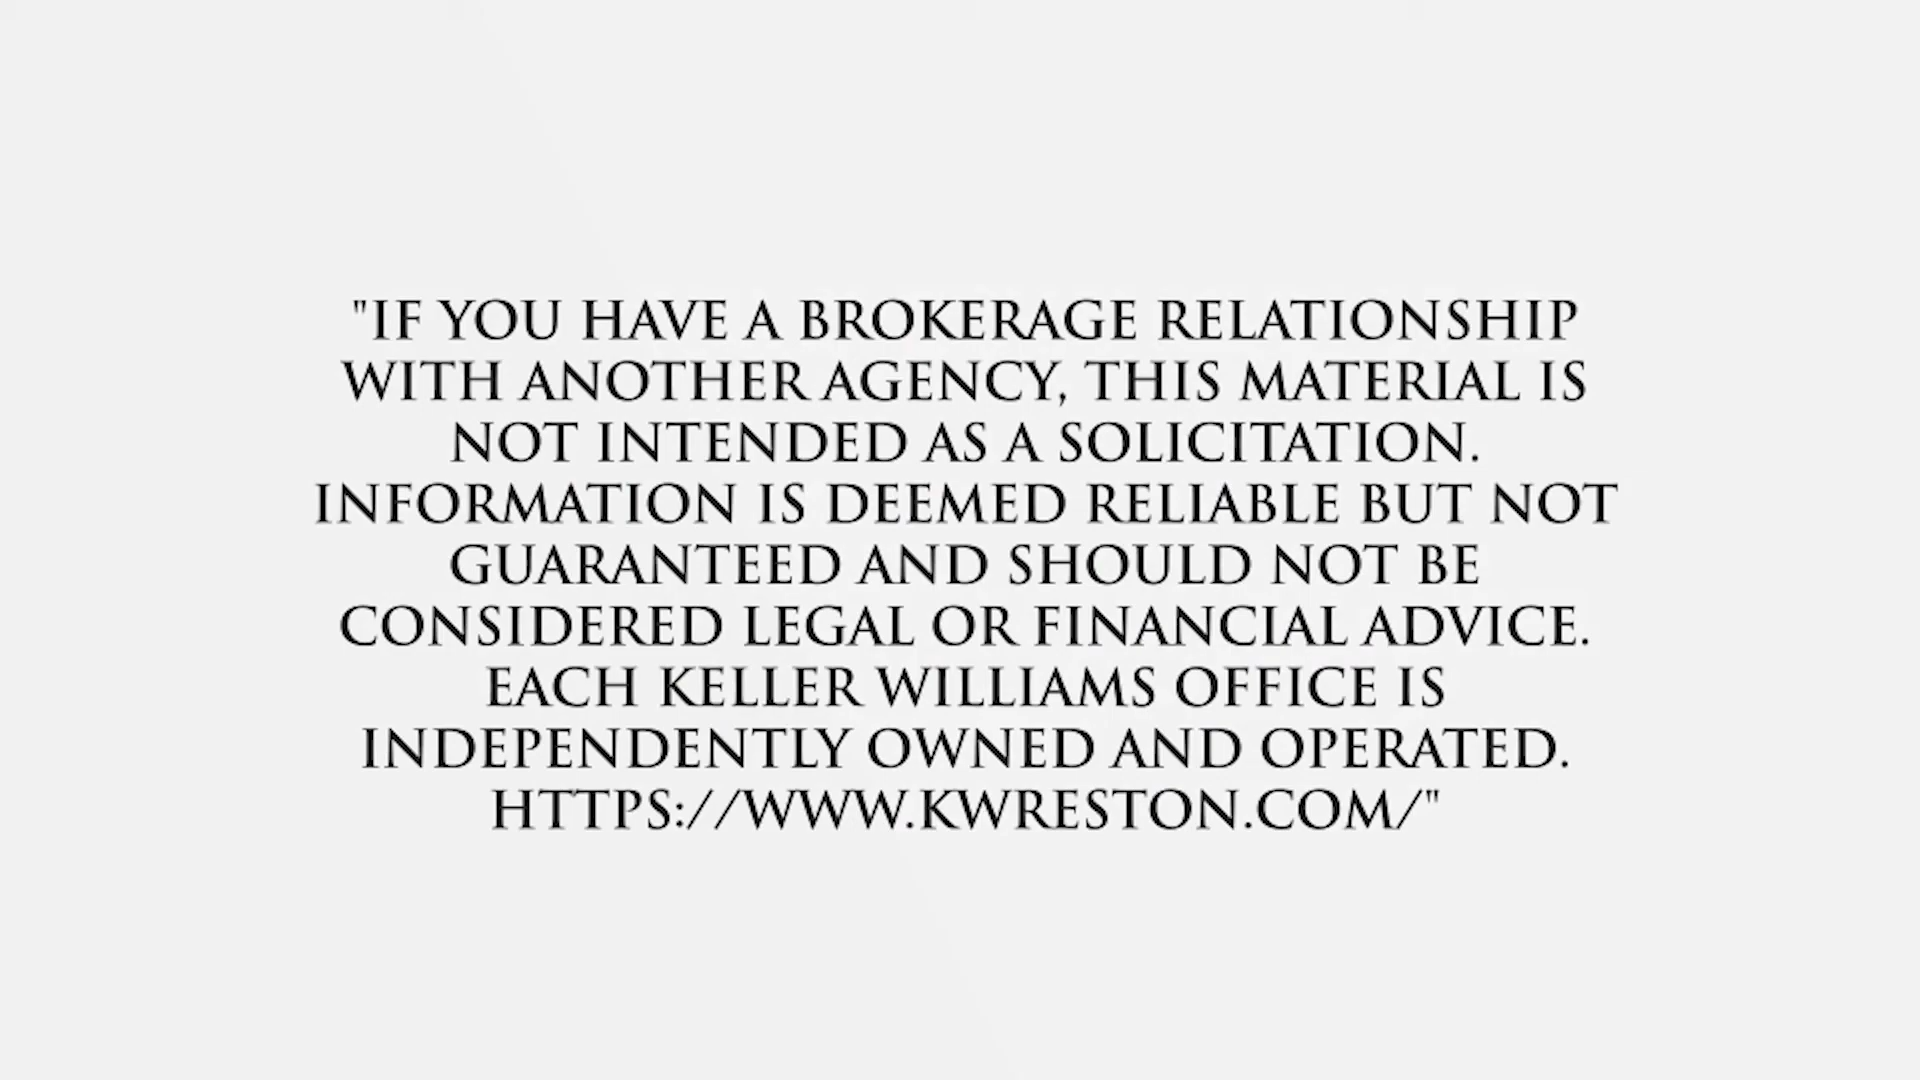 "IF YOU HAVE A BROKERAGE RELATIONSHIP
WITH ANOTHER AGENCY, THIS MATERIAL IS
NOT INTENDED AS A SOLICITATION.
INFORMATION IS DEEMED RELIABLE BUT NOT
GUARANTEED AND SHOULD NOT BE
CONSIDERED LEGAL OR FINANCIAL ADVICE.
EACH KELLER WILLIAMS OFFICE IS
INDEPENDENTLY OWNED AND OPERATED.
HTTPS://WWW.KWRESTON.COM/"